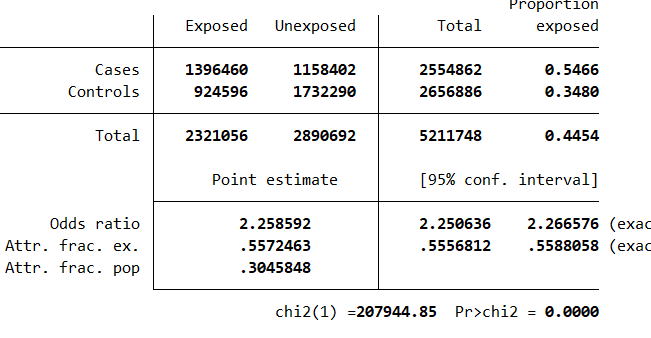 Proportion
Exposed Unexposed Total exposed
Cases 1396460 1158402 2554862 0.5466
Controls 924596 1732290 2656886 0.3480
Total 2321056 2890692 5211748 0.4454
Point estimate [95% conf. interval]
Odds ratio 2.258592 2.250636 2.266576 (exac
Attr. frac. ex. .5572463 .5556812 .5588058 (exac
Attr. frac. pop .3045848
chi2(1) =207944.85 Pr>chi2 = 0.0000